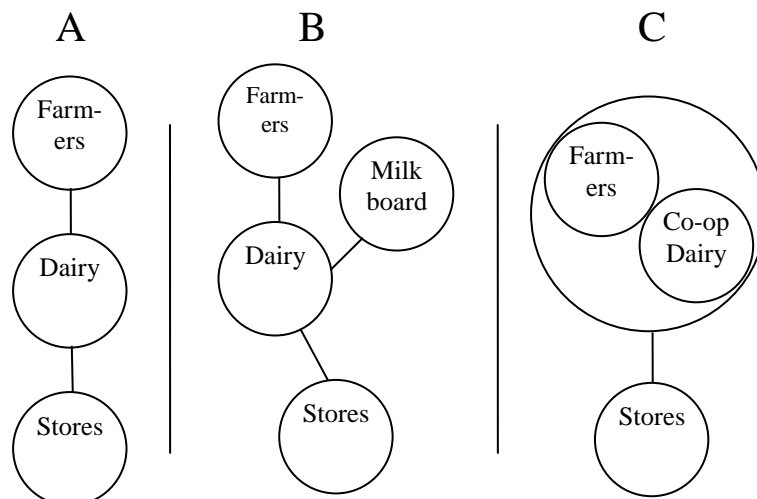 A
Farm-
ers
Dairy
Stores
B
Farm-
ers
Milk
board
Dairy
Stores
C
Farm-
ers
Co-op
Dairy
Stores